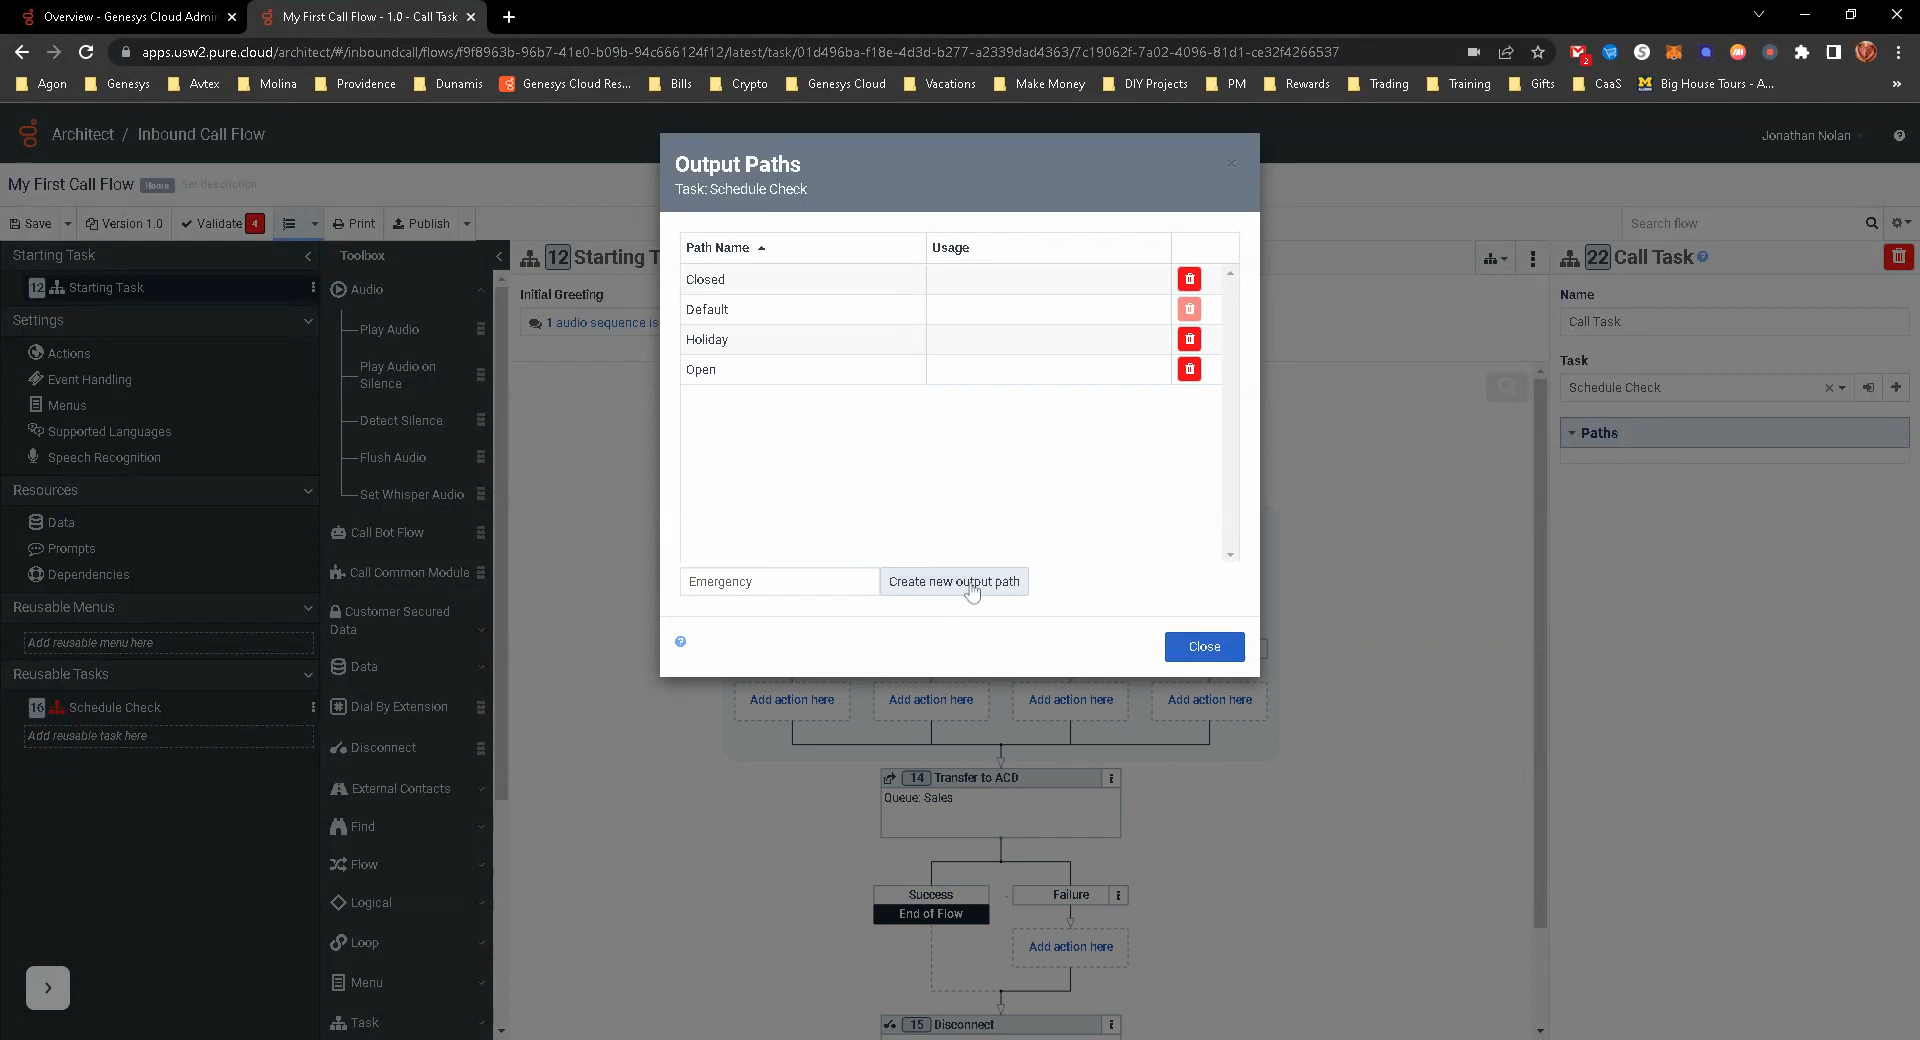 Overview - Genesys Cloud Admin
My First Call Flow - 1.0 - Call Task
apps.usw2.pure.cloud/architect/#/inboundcall/flows/f9f8963b-96b7-41e0-b09b-94c666124f12/latest/task/01d496ba-f18e-4d3d-b277-a2339dad4363/7c19062f-7a02-4096-81d1-ce32f4266537
2
Agon
Genesys
Avtex
Molina
Providence
Dunamis
Genesys Cloud Res...
Bills
Crypto
Genesys Cloud
Vacations
Make Money
DIY Projects
PM
Rewards
Trading
Training
Gifts
CaaS
Big House Tours - A...
Architect / Inbound Call Flow
Jonathan Nolan
My First Call Flow
Home
Set description...
Save
Version 1.0
Validate 4
Print
Publish
Search flow
Starting Task
12 Starting Task
Settings
Actions
Event Handling
Menus
Supported Languages
Speech Recognition
Resources
Data
Prompts
Dependencies
Reusable Menus
Add reusable menu here
Reusable Tasks
16 Schedule Check
Add reusable task here
Toolbox
Audio
Play Audio
Play Audio on
Silence
Detect Silence
Flush Audio
Set Whisper Audio
Call Bot Flow
Call Common Module
Customer Secured
Data
Data
Dial By Extension
Disconnect
External Contacts
Find
Flow
Logical
Loop
Menu
Task
12 Starting T
Initial Greeting
1 audio sequence is
Output Paths
Task: Schedule Check
Path Name
Usage
Closed
Default
Holiday
Open
Emergency
Create new output path
Close
Add action here
Add action here
Add action here
Add action here
14 Transfer to ACD
Queue: Sales
Success
End of Flow
Failure
Add action here
15 Disconnect
22 Call Task
Name
Call Task
Task
Schedule Check
Paths